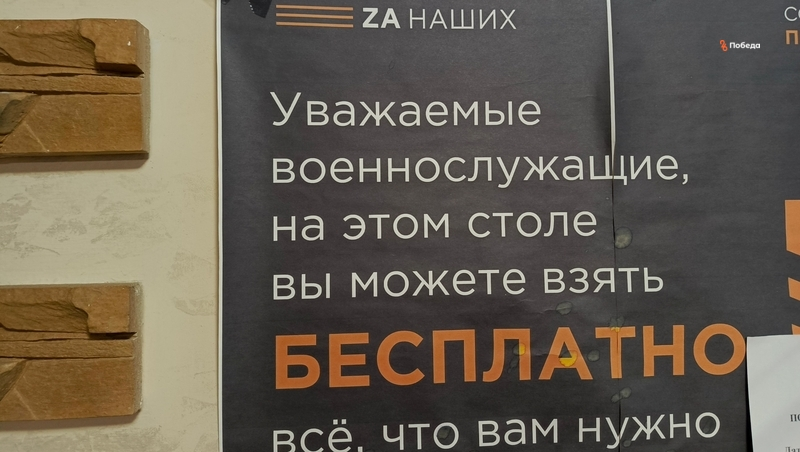 ZA НАШИХ
Победа
Уважаемые
военнослужащие,
на этом столе
вы можете взять
БЕСПЛАТНО
всё, что вам нужно